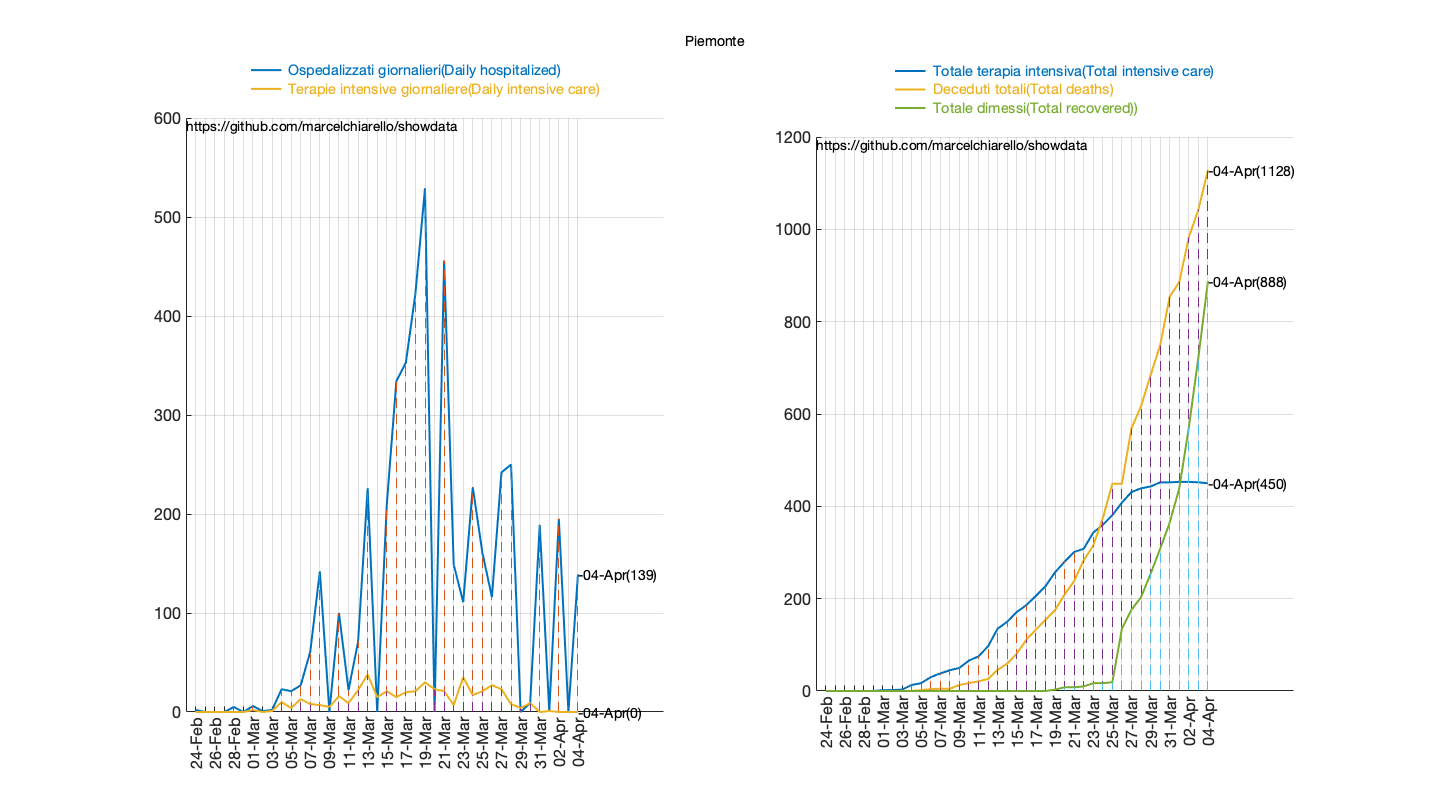 Piemonte
Ospedalizzati giornalieri(Daily hospitalized)
Terapie intensive giornaliere(Daily intensive care)
600
https://github.com/marcelchiarello/showdata
500
400
300
200
100
0
-04-Apr(139)
-04-Apr(0)
24-Feb
26-Feb
28-Feb
01-Mar
03-Mar
05-Mar
07-Mar
09-Mar
11-Mar
13-Mar
15-Mar
17-Mar
19-Mar
21-Mar
23-Mar
25-Mar
27-Mar
29-Mar
31-Mar
02-Apr
04-Apr
Totale terapia intensiva(Total intensive care)
Deceduti totali(Total deaths)
Totale dimessi(Total recovered))
1200
https://github.com/marcelchiarello/showdata
1000
800
600
400
200
0
-04-Apr(1128)
-04-Apr(888)
-04-Apr(450)
24-Feb
26-Feb
28-Feb
01-Mar
03-Mar
05-Mar
07-Mar
09-Mar
11-Mar
13-Mar
15-Mar
17-Mar
19-Mar
21-Mar
23-Mar
25-Mar
27-Mar
29-Mar
31-Mar
02-Apr
04-Apr